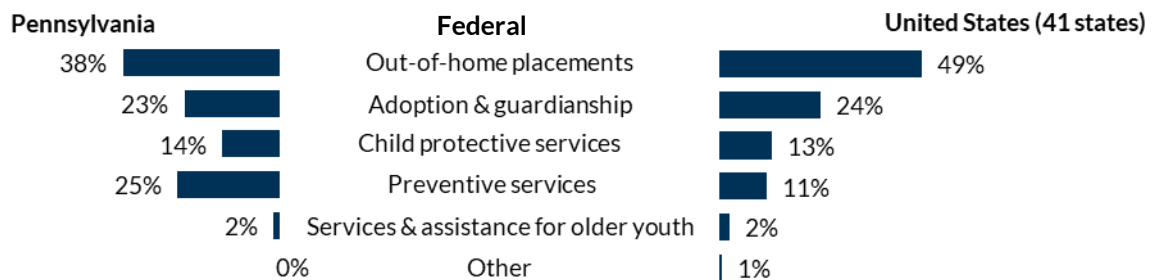 Pennsylvania Federal United States (41 states)
38% Out-of-home placements 49%
23% Adoption & guardianship 24%
14% Child protective services 13%
25% Preventive services 11%
2% Services & assistance for older youth 2%
0% Other 1%